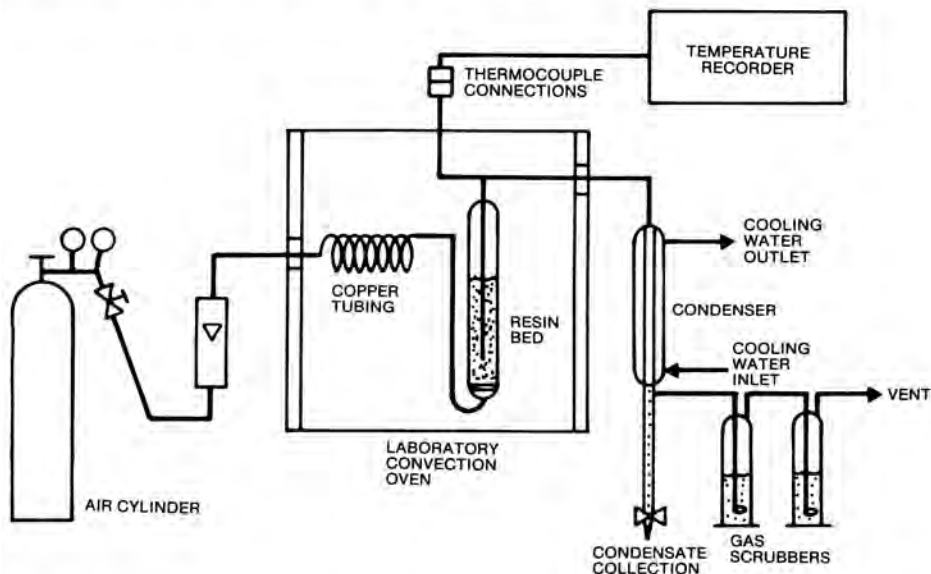 TEMPERATURE
RECORDER
THERMOCOUPLE
CONNECTIONS
COOLING
WATER
OUTLET
COPPER
TUBING
CONDENSER
RESIN
BED
COOLING
WATER
INLET
VENT
LABORATORY
CONVECTION
OVEN
AIR CYLINDER
GAS
SCRUBBERS
CONDENSATE
COLLECTION